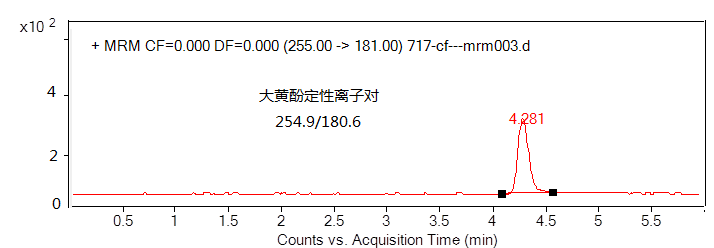 x10 2
+ MRM CF=0.000 DF=0.000 (255.00 -> 181.00) 717-cf---mrm003.d
大黄酚定性离子对
254.9/180.6
4.281
4
2
0
0.5 1 1.5 2 2.5 3 3.5 4 4.5 5 5.5
Counts vs. Acquisition Time (min)